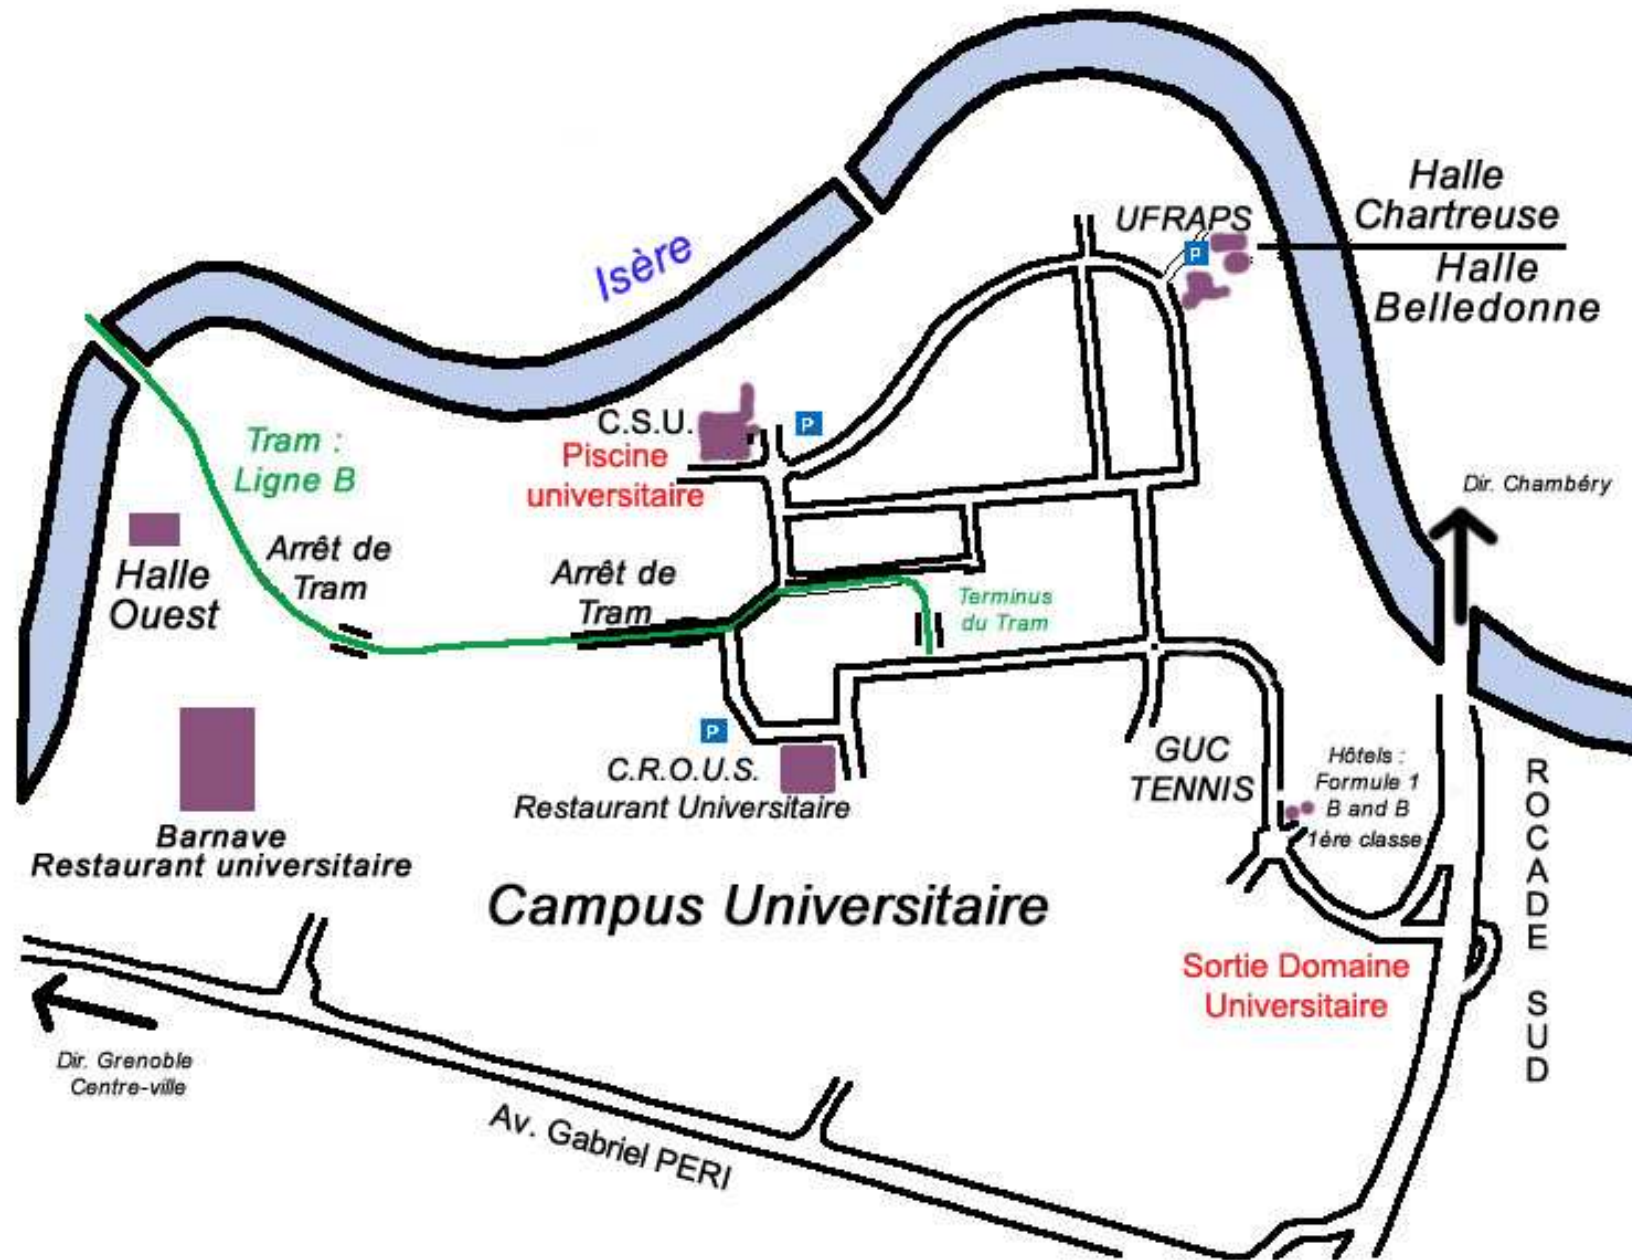 Halle
Chartreuse
UFRAPS
P
Halle
Belledonne
Isère
C.S.U.
P
Piscine
universitaire
Tram :
Ligne B
Dir. Chambéry
Arrêt de
Tram
Halle
Ouest
Arrêt de
Tram
Terminus
du Tram
P
C.R.O.U.S.
Restaurant Universitaire
GUC
TENNIS
Hôtels :
Formule 1
B and B
1ère classe
Barnave
Restaurant universitaire
Campus Universitaire
ROCADE SUD
Sortie Domaine
Universitaire
Dir. Grenoble
Centre-ville
Av. Gabriel PERI